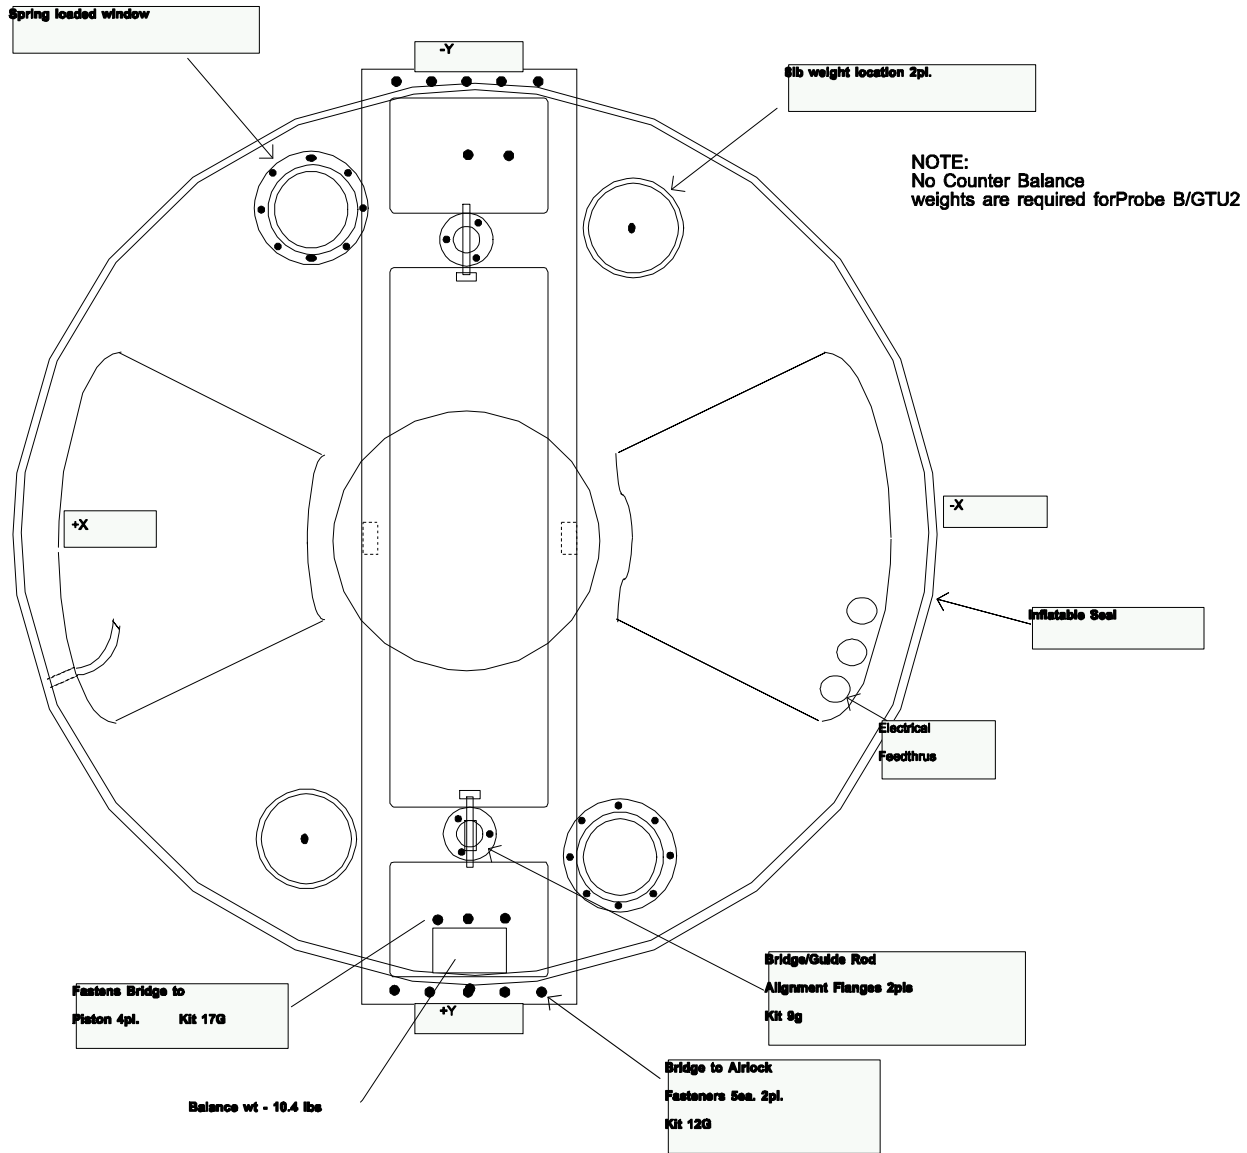 Spring loaded window
-Y
8lb weight location 2pl.
NOTE:
No Counter Balance
weights are required forProbe B/GTU2
+X
-X
Inflatable Seal
Electrical
Feedthrus
Bridge/Guide Rod
Alignment Flanges 2pls
Kit 9g
Fastens Bridge to
Piston 4pl. Kit 17G
+Y
Bridge to Airlock
Fasteners 5ea. 2pl.
Kit 12G
Balance wt - 10.4 lbs